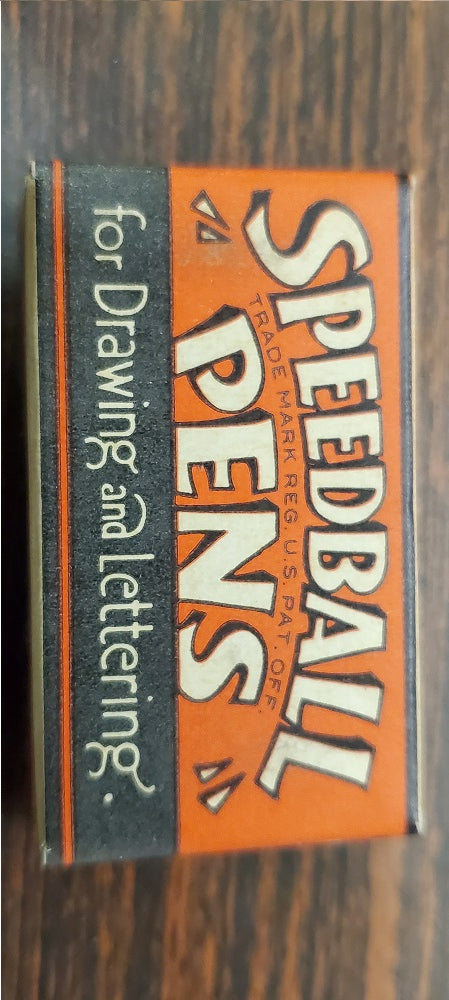 SPEEDBALL
TRADE MARK REG. U.S. PAT. OFF.
"PENS"
for Drawing and Lettering.